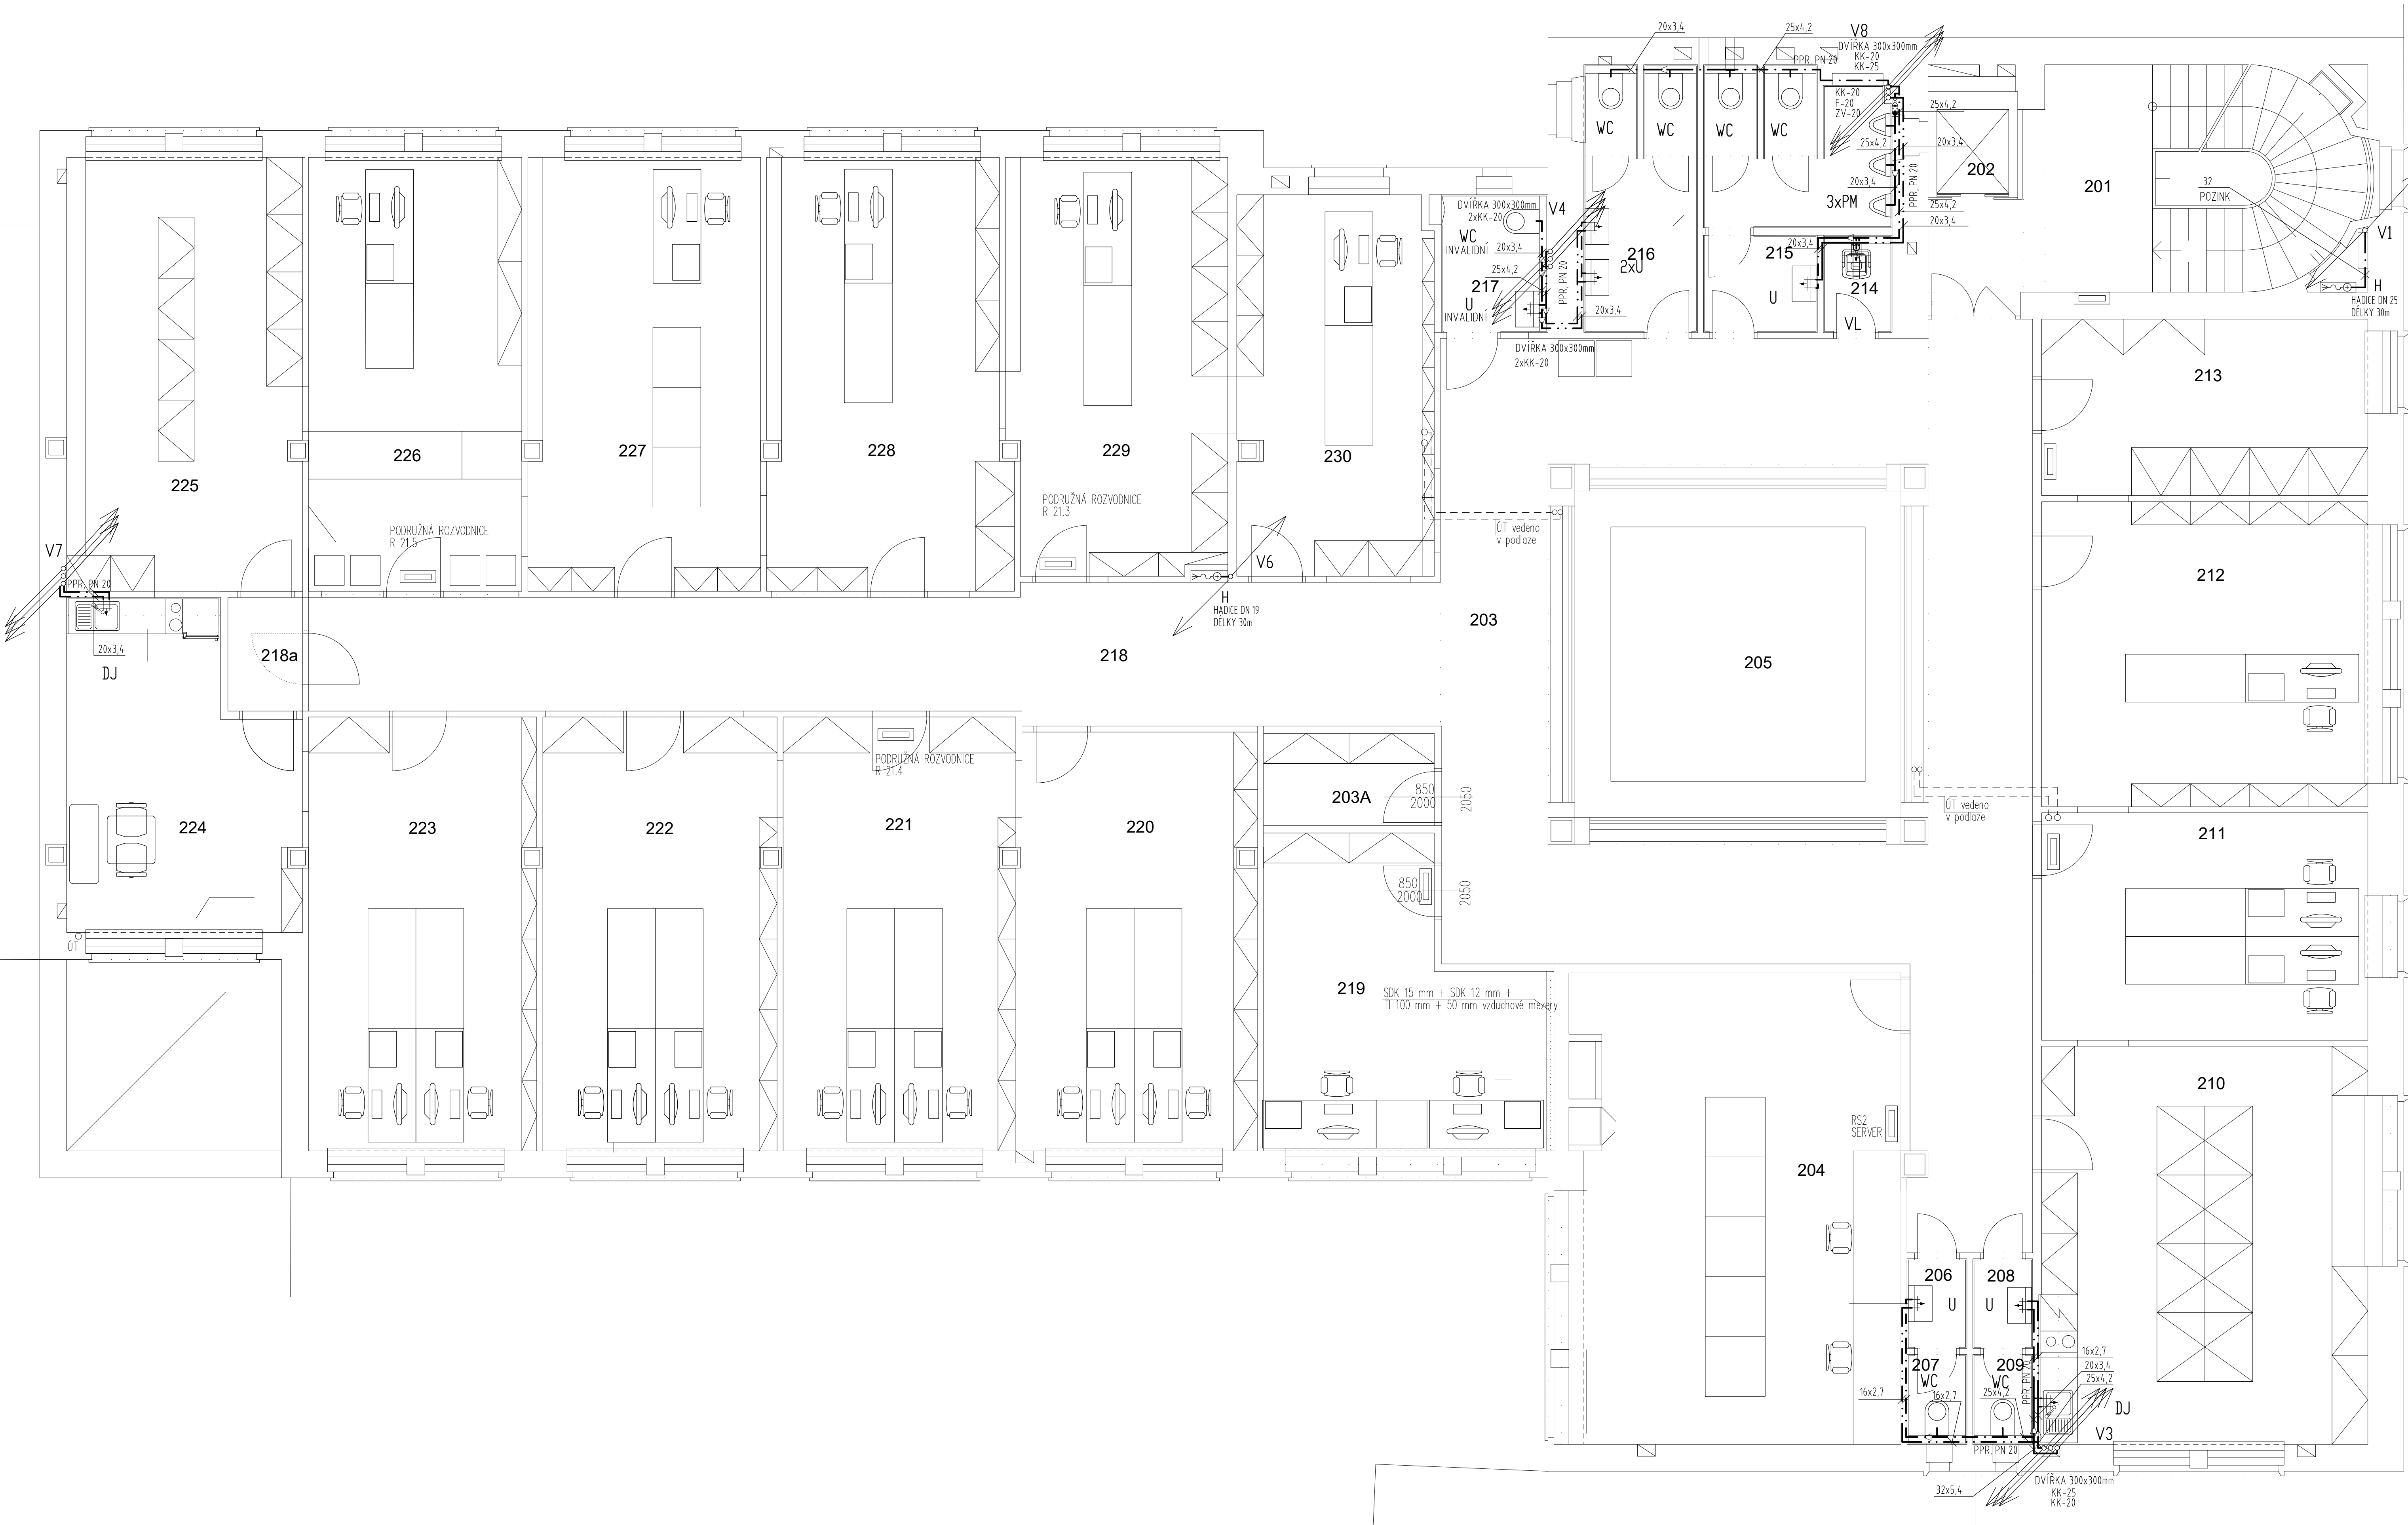 20x3,4
25x4,2
V8
DVÍŘKA 300x300mm
KK-20
KK-25
PPR, PN 20
KK-20
F-20
ZV-20
25x4,2
WC
WC
WC
WC
25x4,2
20x3,4
202
201
20x3,4
PPR, PN 20
32
POZINK
3xPM
25x4,2
20x3,4
DVÍŘKA 300x300mm
2xKK-20
V4
WC
INVALIDNÍ
20x3,4
25x4,2
217
U
INVALIDNÍ
PPR, PN 20
216
2xU
20x3,4
20x3,4
215
U
214
VL
V1
H
HADICE DN 25
DÉLKY 30m
DVÍŘKA 300x300mm
2xKK-20
213
225
226
227
228
229
230
PODRUŽNÁ ROZVODNICE
R 21.5
PODRUŽNÁ ROZVODNICE
R 21.3
ÚT vedeno
v podlaze
V7
PPR, PN 20
20x3,4
DJ
V6
H
HADICE DN 19
DÉLKY 30m
212
218a
218
203
205
PODRUŽNÁ ROZVODNICE
R 21.4
203A
850
2000
2050
ÚT vedeno
v podlaze
224
223
222
221
220
211
850
2000
2050
ÚT
219
SDK 15 mm + SDK 12 mm +
TI 100 mm + 50 mm vzduchové mezery
210
RS2
SERVER
204
206
208
U
U
207
WC
209
WC
16x2,7
16x2,7
25x4,2
PPR, PN 20
16x2,7
20x3,4
25x4,2
DJ
V3
PPR, PN 20
32x5,4
DVÍŘKA 300x300mm
KK-25
KK-20